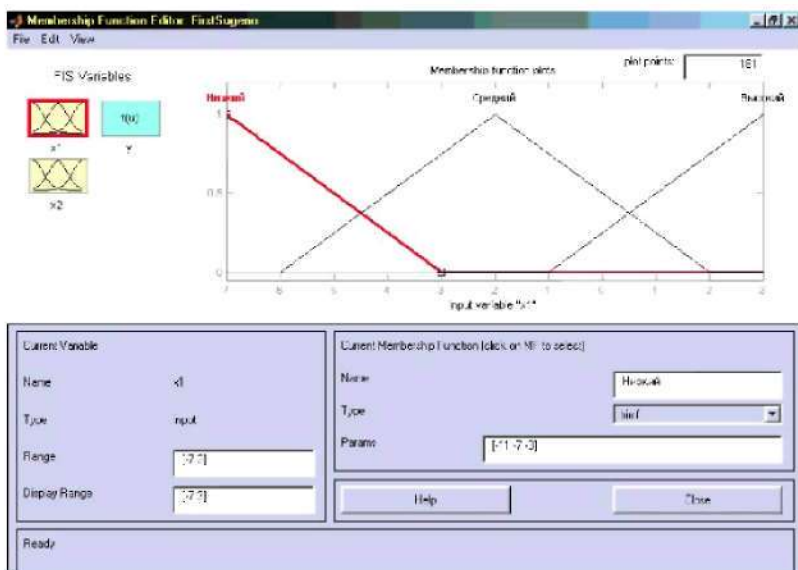 Membership Function Editor: FirstSugeno
File Edit View
FIS Variables
Membership function plots
plot points:
181
Низкий
Средний
Высокий
f(u)
x1
y
x2
1
0.5
0
-7 -6 -5 -4 -3 -2 -1 0 1 2 3
input variable "x1"
Current Variable
Name x1
Type input
Range [-7 3]
Display Range [-7 3]
Current Membership Function (click on MF to select)
Name Низкий
Type trimf
Params [-11 -7 -3]
Help
Close
Ready